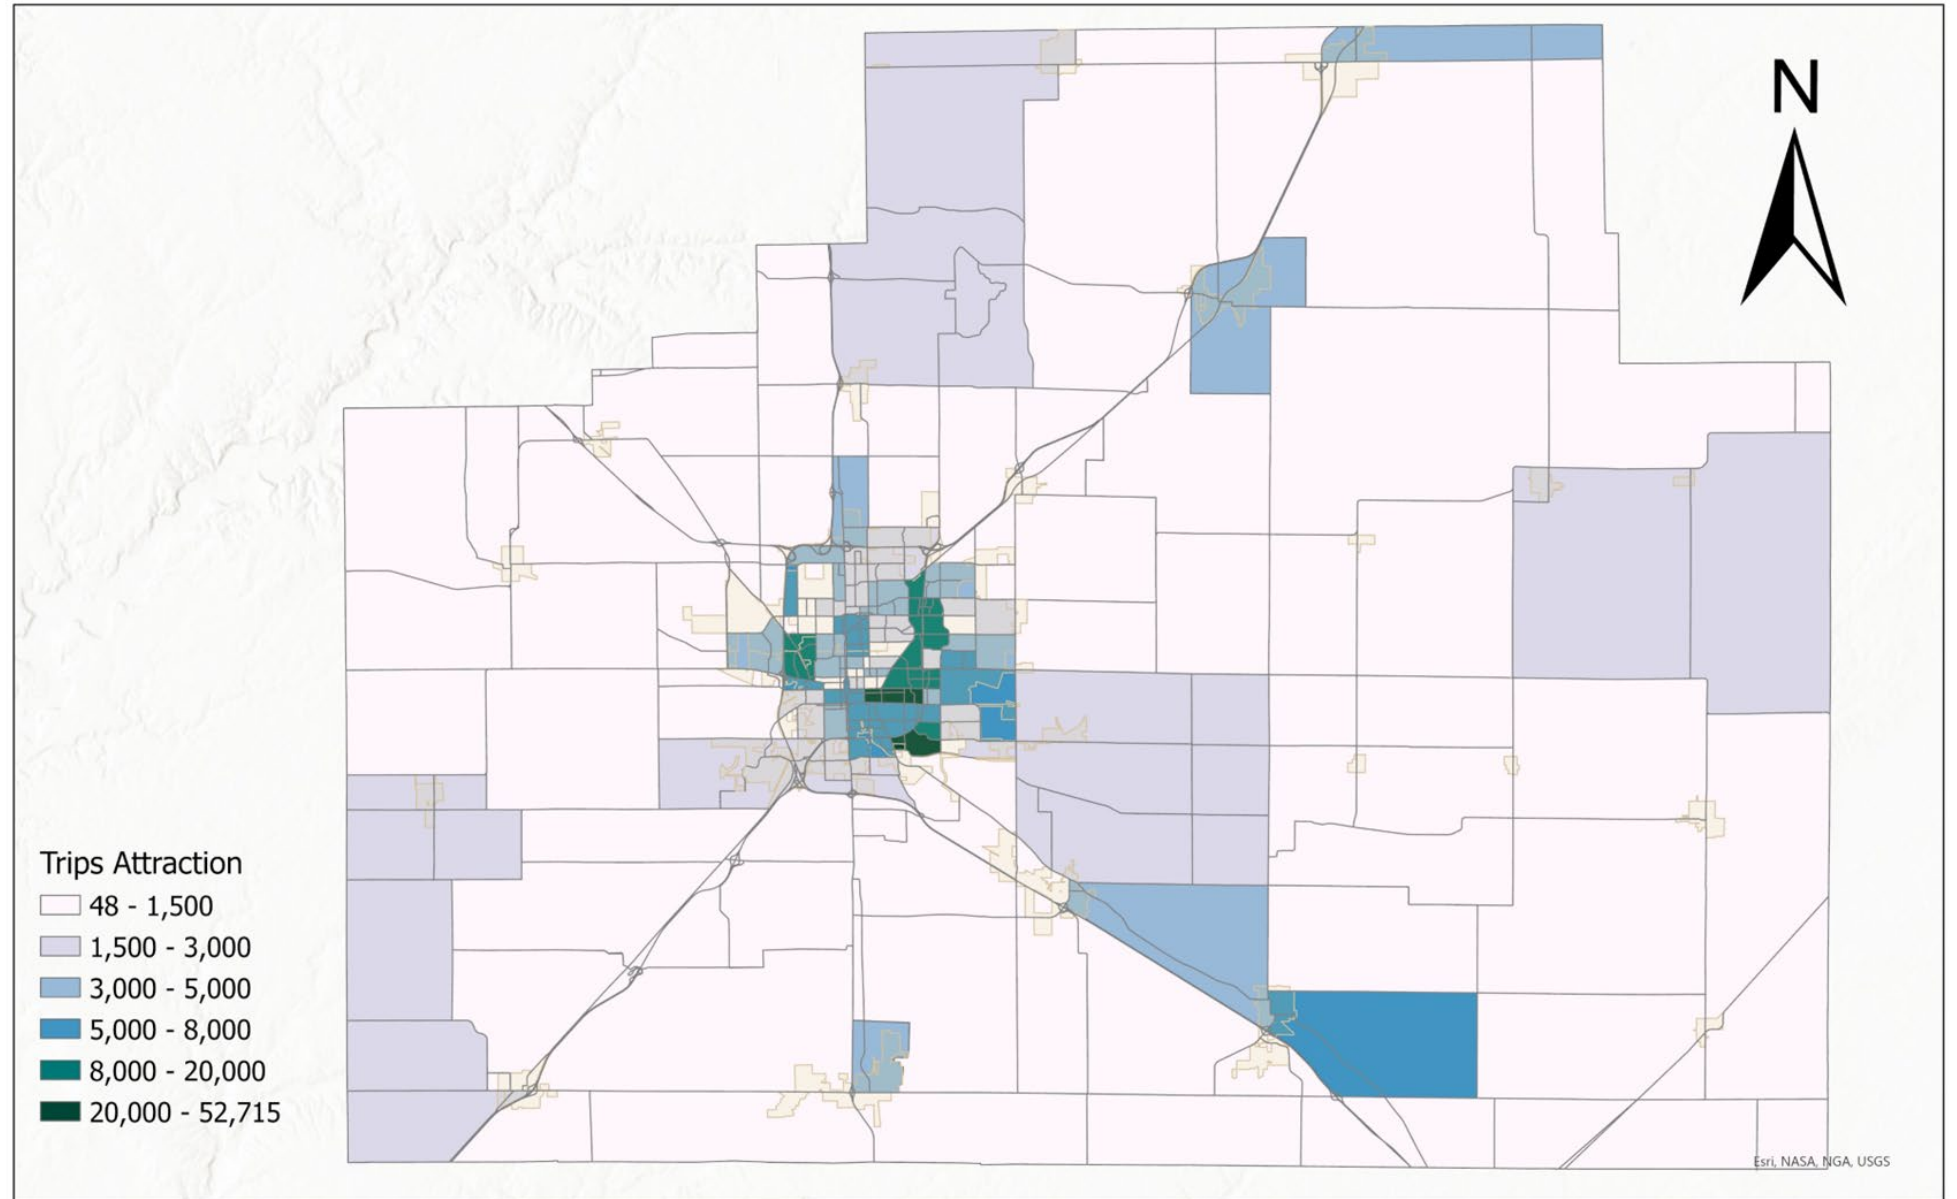 N
Trips Attraction
48 - 1,500
1,500 - 3,000
3,000 - 5,000
5,000 - 8,000
8,000 - 20,000
20,000 - 52,715
Esri, NASA, NGA, USGS